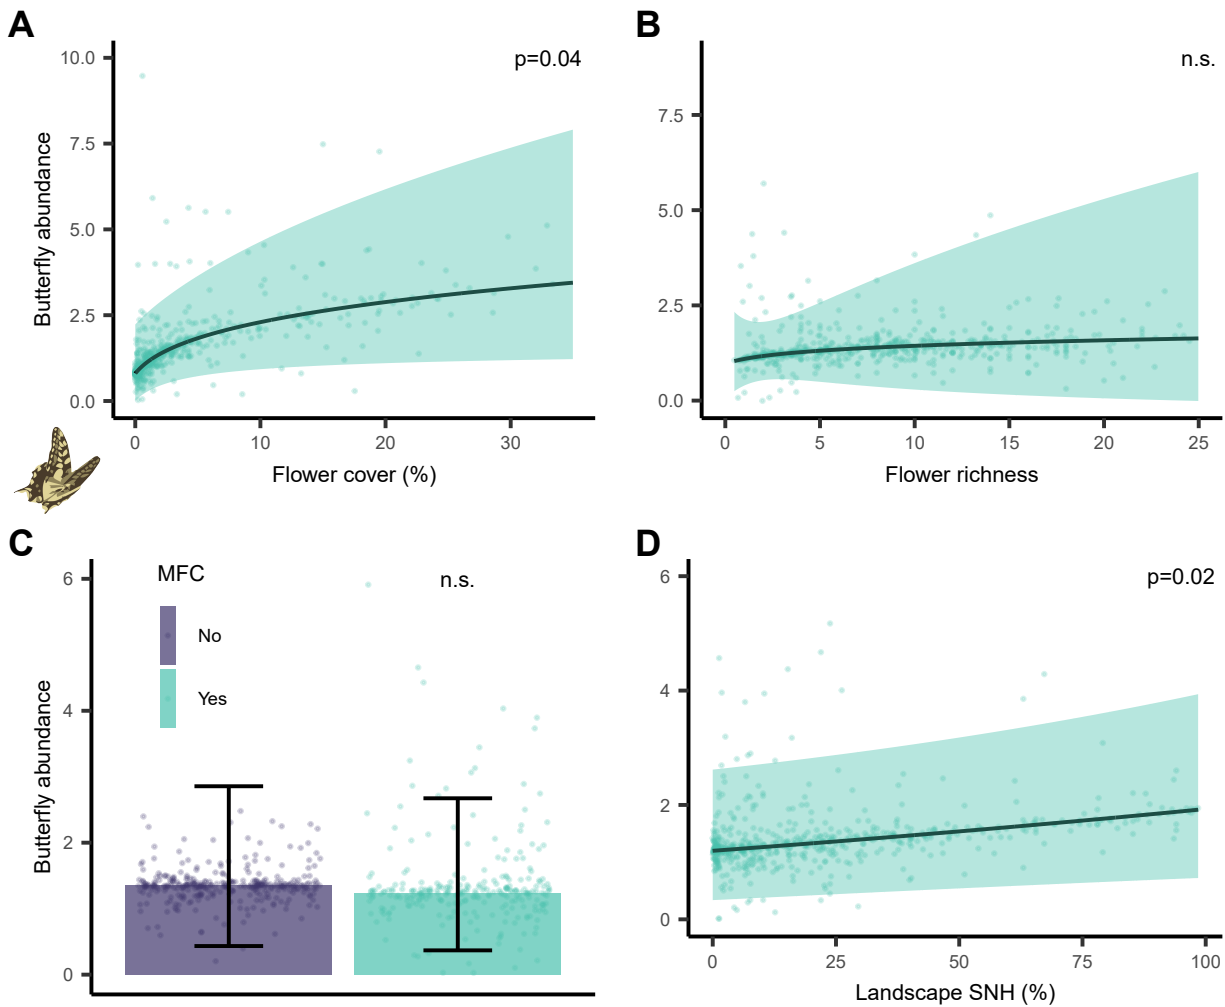 A
p=0.04
10.0
7.5
5.0
2.5
0.0
Butterfly abundance
0 10 20 30
Flower cover (%)
B
n.s.
7.5
5.0
2.5
0.0
0 5 10 15 20 25
Flower richness
C
MFC
No
Yes
n.s.
6
4
2
0
Butterfly abundance
D
p=0.02
6
4
2
0
0 25 50 75 100
Landscape SNH (%)